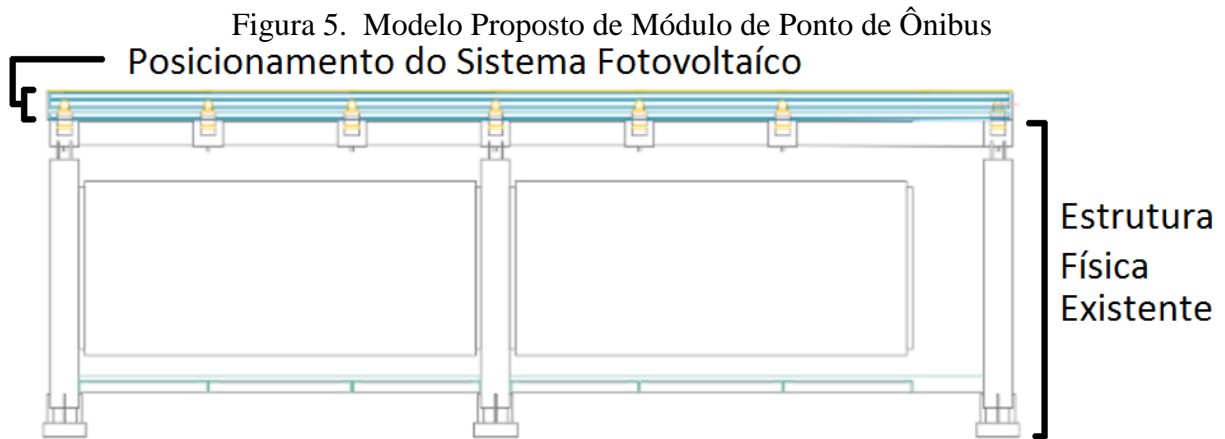 Figura 5. Modelo Proposto de Módulo de Ponto de Ônibus
Posicionamento do Sistema Fotovoltaíco
Estrutura
Física
Existente